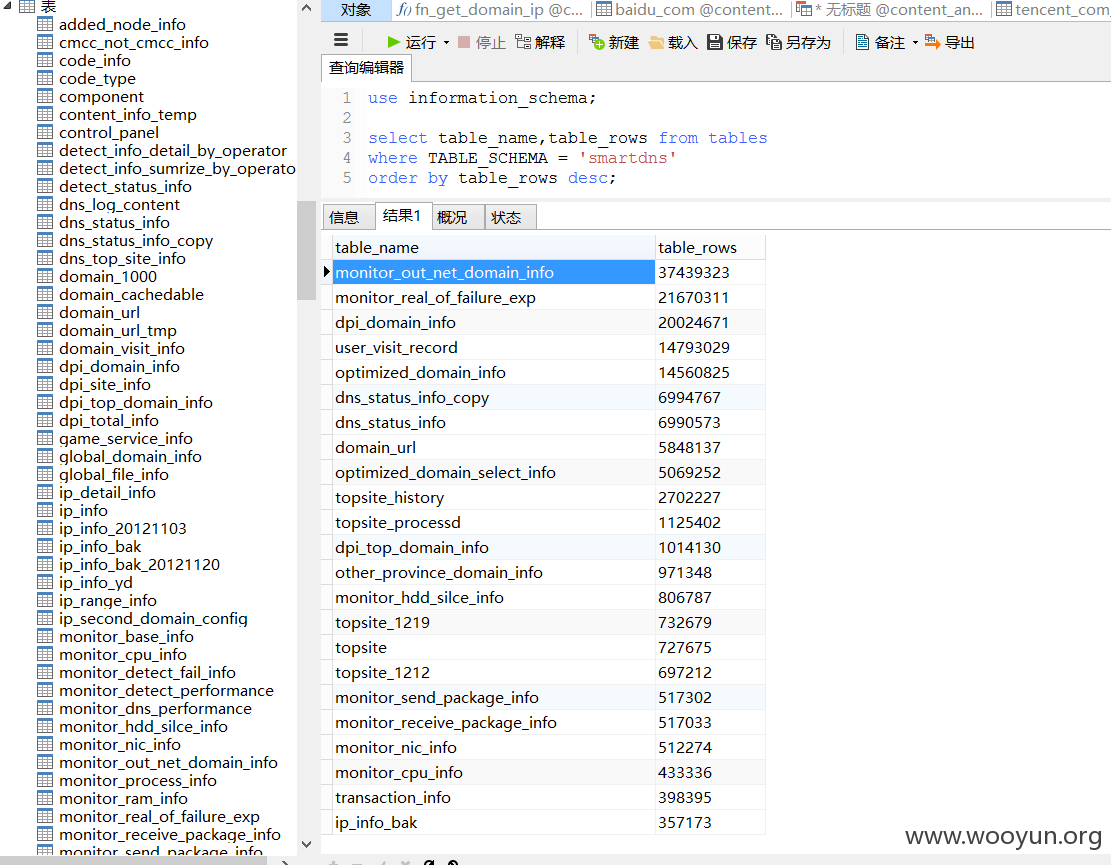 表
added_node_info
cmcc_not_cmcc_info
code_info
code_type
component
content_info_temp
control_panel
detect_info_detail_by_operator
detect_info_sumrize_by_operato
detect_status_info
dns_log_content
dns_status_info
dns_status_info_copy
dns_top_site_info
domain_1000
domain_cachedable
domain_url
domain_url_tmp
domain_visit_info
dpi_domain_info
dpi_site_info
dpi_top_domain_info
dpi_total_info
game_service_info
global_domain_info
global_file_info
ip_detail_info
ip_info
ip_info_20121103
ip_info_bak
ip_info_bak_20121120
ip_info_yd
ip_range_info
ip_second_domain_config
monitor_base_info
monitor_cpu_info
monitor_detect_fail_info
monitor_detect_performance
monitor_dns_performance
monitor_hdd_silce_info
monitor_nic_info
monitor_out_net_domain_info
monitor_process_info
monitor_ram_info
monitor_real_of_failure_exp
monitor_receive_package_info
monitor_send_package_info
对象 fn_get_domain_ip @c... baidu_com @content... * 无标题 @content_an... tencent_com
运行 停止 解释 新建 载入 保存 另存为 备注 导出
查询编辑器
1 use information_schema;
2
3 select table_name,table_rows from tables
4 where TABLE_SCHEMA = 'smartdns'
5 order by table_rows desc;
信息 结果1 概况 状态
table_name table_rows
monitor_out_net_domain_info 37439323
monitor_real_of_failure_exp 21670311
dpi_domain_info 20024671
user_visit_record 14793029
optimized_domain_info 14560825
dns_status_info_copy 6994767
dns_status_info 6990573
domain_url 5848137
optimized_domain_select_info 5069252
topsite_history 2702227
topsite_processd 1125402
dpi_top_domain_info 1014130
other_province_domain_info 971348
monitor_hdd_silce_info 806787
topsite_1219 732679
topsite 727675
topsite_1212 697212
monitor_send_package_info 517302
monitor_receive_package_info 517033
monitor_nic_info 512274
monitor_cpu_info 433336
transaction_info 398395
ip_info_bak 357173
www.wooyun.org